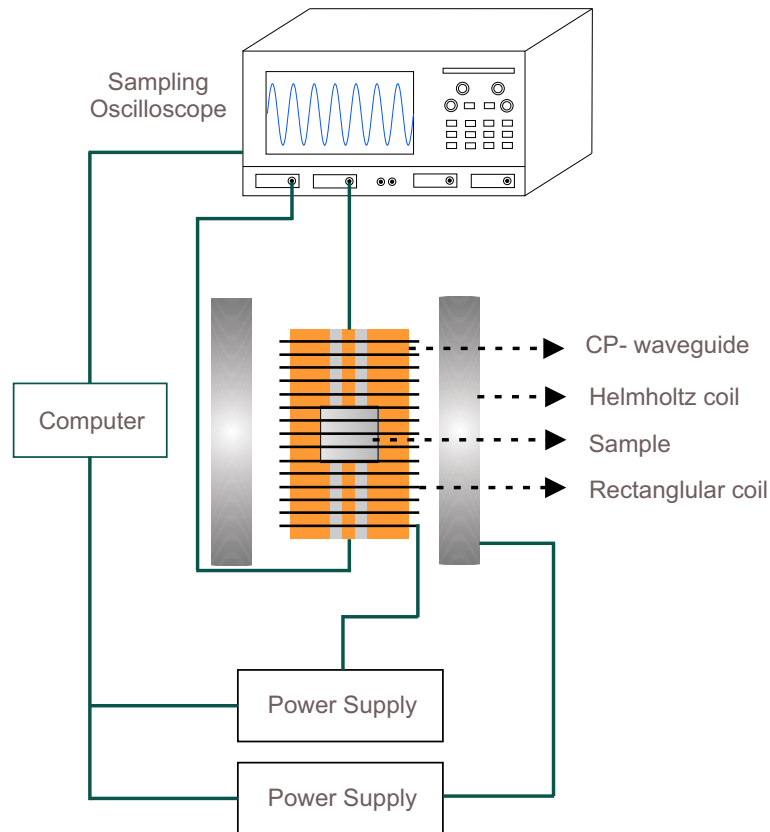 Sampling
Oscilloscope
CP- waveguide
Helmholtz coil
Computer
Sample
Rectanglular coil
Power Supply
Power Supply